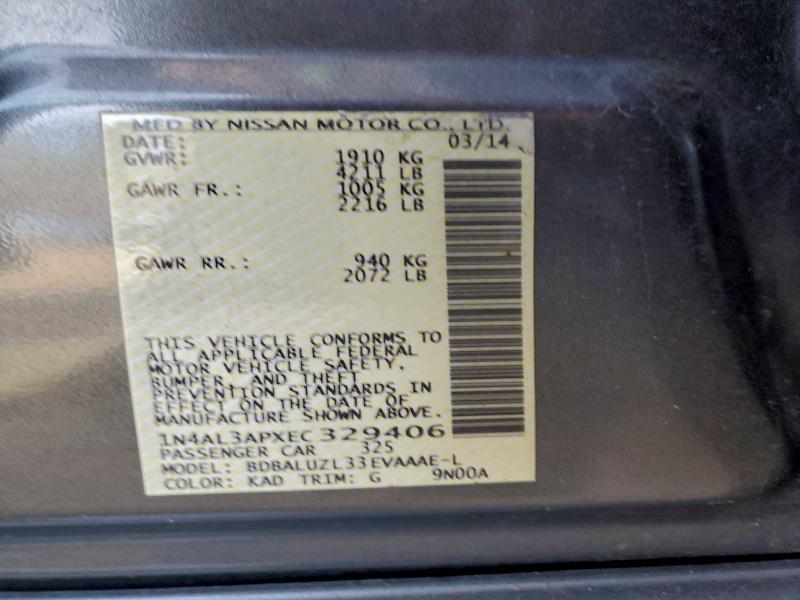 MFD BY NISSAN MOTOR CO., LTD.
DATE: 03/14
GVWR: 1910 KG
4211 LB
GAWR FR.: 1005 KG
2216 LB
GAWR RR.: 940 KG
2072 LB
THIS VEHICLE CONFORMS TO
ALL APPLICABLE FEDERAL
MOTOR VEHICLE SAFETY,
BUMPER, AND THEFT
PREVENTION STANDARDS IN
EFFECT ON THE DATE OF
MANUFACTURE SHOWN ABOVE.
1N4AL3APXEC 329406
PASSENGER CAR 325
MODEL: BDBALUZL33EVAAAE-L
COLOR: KAD TRIM: G 9N00A